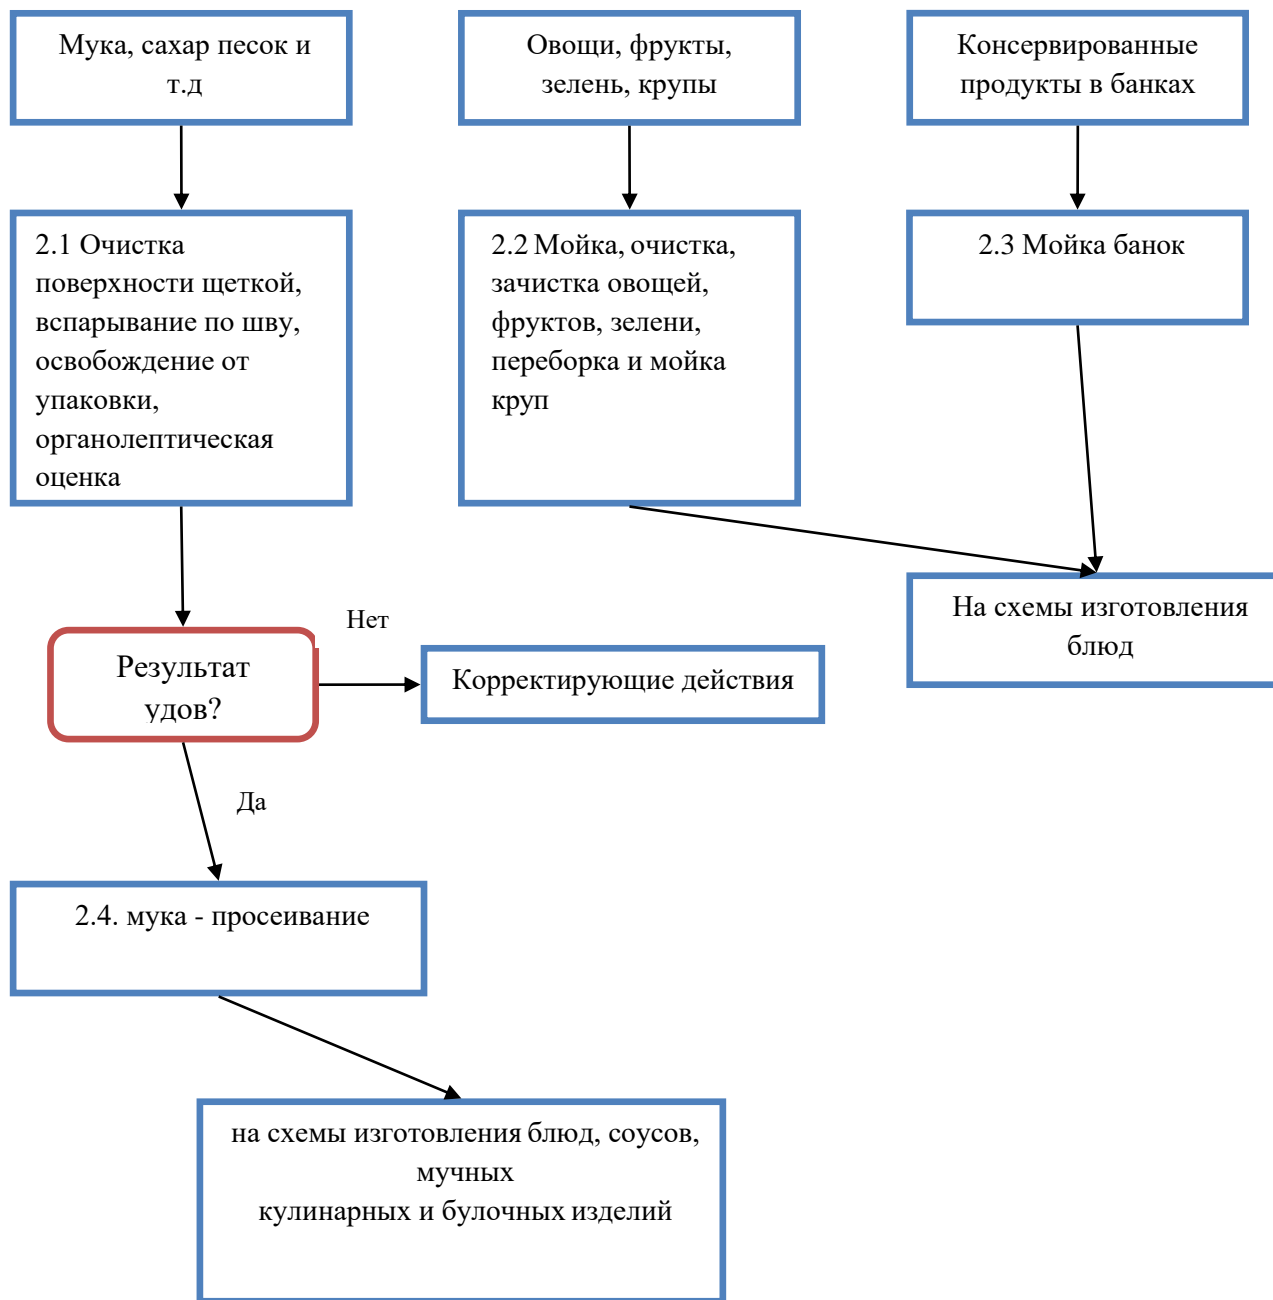 Мука, сахар песок и
т.д
Овощи, фрукты,
зелень, крупы
Консервированные
продукты в банках
2.1 Очистка
поверхности щеткой,
вспарывание по шву,
освобождение от
упаковки,
органолептическая
оценка
2.2 Мойка, очистка,
зачистка овощей,
фруктов, зелени,
переборка и мойка
круп
2.3 Мойка банок
На схемы изготовления
блюд
Нет
Результат
удов?
Корректирующие действия
Да
2.4. мука - просеивание
на схемы изготовления блюд, соусов,
мучных
кулинарных и булочных изделий